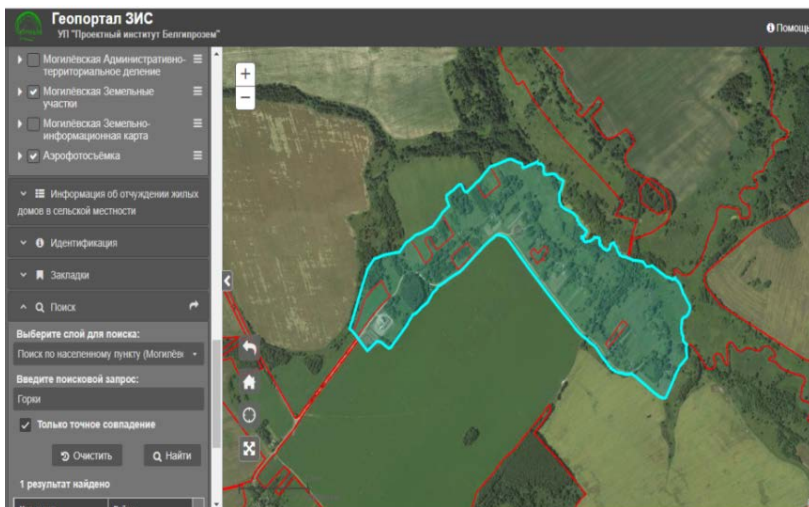 Геопортал ЗИС
УП "Проектный институт Белгипрозем"
Помощь
Могилёвская Административно-
территориальное деление
Могилёвская Земельные
участки
Могилёвская Земельно-
информационная карта
Аэрофотосъёмка
Информация об отчуждении жилых
домов в сельской местности
Идентификация
Закладки
Поиск
Выберите слой для поиска:
Поиск по населенному пункту (Могилёв
Введите поисковой запрос:
Горки
Только точное совпадение
Очистить
Найти
1 результат найдено